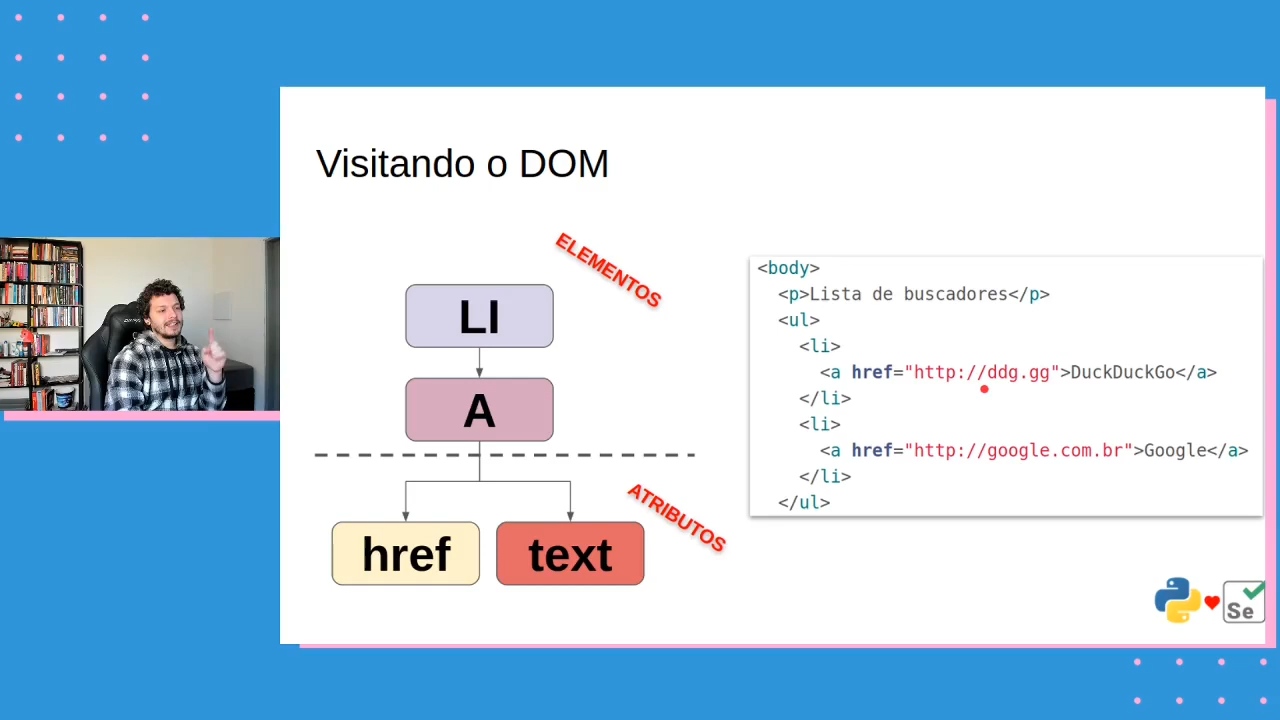 Visitando o DOM
ELEMENTOS
LI
A
ATRIBUTOS
href
text
<body>
<p>Lista de buscadores</p>
<ul>
<li>
<a href="http://ddg.gg">DuckDuckGo</a>
</li>
<li>
<a href="http://google.com.br">Google</a>
</li>
</ul>
Se